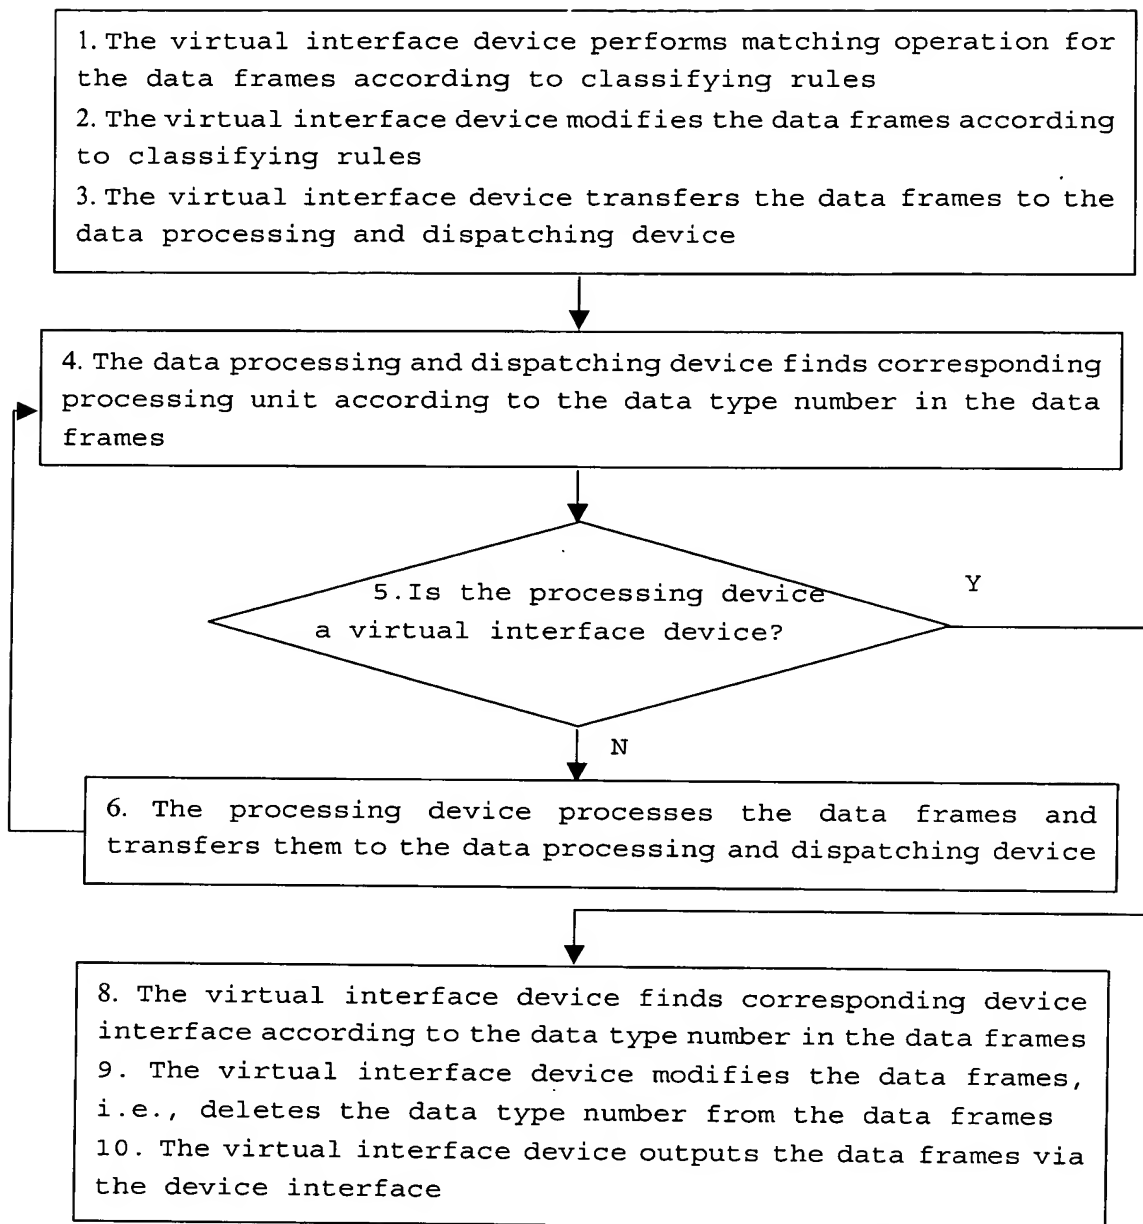 1. The virtual interface device performs matching operation for
the data frames according to classifying rules
2. The virtual interface device modifies the data frames according
to classifying rules
3. The virtual interface device transfers the data frames to the
data processing and dispatching device
4. The data processing and dispatching device finds corresponding
processing unit according to the data type number in the data
frames
5.Is the processing device
a virtual interface device?
Y
N
6. The processing device processes the data frames and
transfers them to the data processing and dispatching device
8. The virtual interface device finds corresponding device
interface according to the data type number in the data frames
9. The virtual interface device modifies the data frames,
i.e., deletes the data type number from the data frames
10. The virtual interface device outputs the data frames via
the device interface